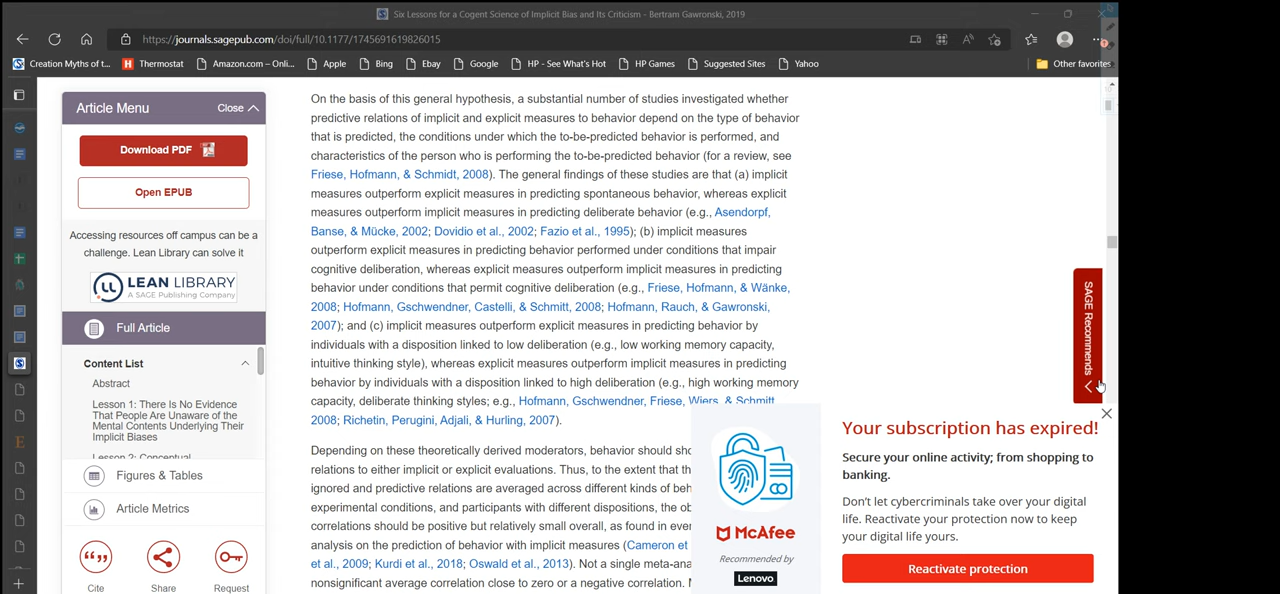 Six Lessons for a Cogent Science of Implicit Bias and Its Criticism - Bertram Gawronski, 2019
https://journals.sagepub.com/doi/full/10.1177/1745691619826015
Creation Myths of t...
Thermostat
Amazon.com – Onli...
Apple
Bing
Ebay
Google
HP - See What's Hot
HP Games
Suggested Sites
Yahoo
Other favorites
Article Menu
Close
Download PDF
Open EPUB
Accessing resources off campus can be a
challenge. Lean Library can solve it
LEAN LIBRARY
A SAGE Publishing Company
Full Article
Content List
Abstract
Lesson 1: There Is No Evidence
That People Are Unaware of the
Mental Contents Underlying Their
Implicit Biases
Lesson 2: Conceptual
Figures & Tables
Article Metrics
Cite
Share
Request
On the basis of this general hypothesis, a substantial number of studies investigated whether
predictive relations of implicit and explicit measures to behavior depend on the type of behavior
that is predicted, the conditions under which the to-be-predicted behavior is performed, and
characteristics of the person who is performing the to-be-predicted behavior (for a review, see
Friese, Hofmann, & Schmidt, 2008). The general findings of these studies are that (a) implicit
measures outperform explicit measures in predicting spontaneous behavior, whereas explicit
measures outperform implicit measures in predicting deliberate behavior (e.g., Asendorpf,
Banse, & Mücke, 2002; Dovidio et al., 2002; Fazio et al., 1995); (b) implicit measures
outperform explicit measures in predicting behavior performed under conditions that impair
cognitive deliberation, whereas explicit measures outperform implicit measures in predicting
behavior under conditions that permit cognitive deliberation (e.g., Friese, Hofmann, & Wänke,
2008; Hofmann, Gschwendner, Castelli, & Schmitt, 2008; Hofmann, Rauch, & Gawronski,
2007); and (c) implicit measures outperform explicit measures in predicting behavior by
individuals with a disposition linked to low deliberation (e.g., low working memory capacity,
intuitive thinking style), whereas explicit measures outperform implicit measures in predicting
behavior by individuals with a disposition linked to high deliberation (e.g., high working memory
capacity, deliberate thinking styles; e.g., Hofmann, Gschwendner, Friese, Wiers, & Schmitt,
2008; Richetin, Perugini, Adjali, & Hurling, 2007).
Depending on these theoretically derived moderators, behavior should sho
relations to either implicit or explicit evaluations. Thus, to the extent that th
ignored and predictive relations are averaged across different kinds of beh
experimental conditions, and participants with different dispositions, the ob
correlations should be positive but relatively small overall, as found in ever
analysis on the prediction of behavior with implicit measures (Cameron et
et al., 2009; Kurdi et al., 2018; Oswald et al., 2013). Not a single meta-ana
nonsignificant average correlation close to zero or a negative correlation.
SAGE Recommends
McAfee
Recommended by
Lenovo
Your subscription has expired!
Secure your online activity; from shopping to
banking.
Don't let cybercriminals take over your digital
life. Reactivate your protection now to keep
your digital life yours.
Reactivate protection